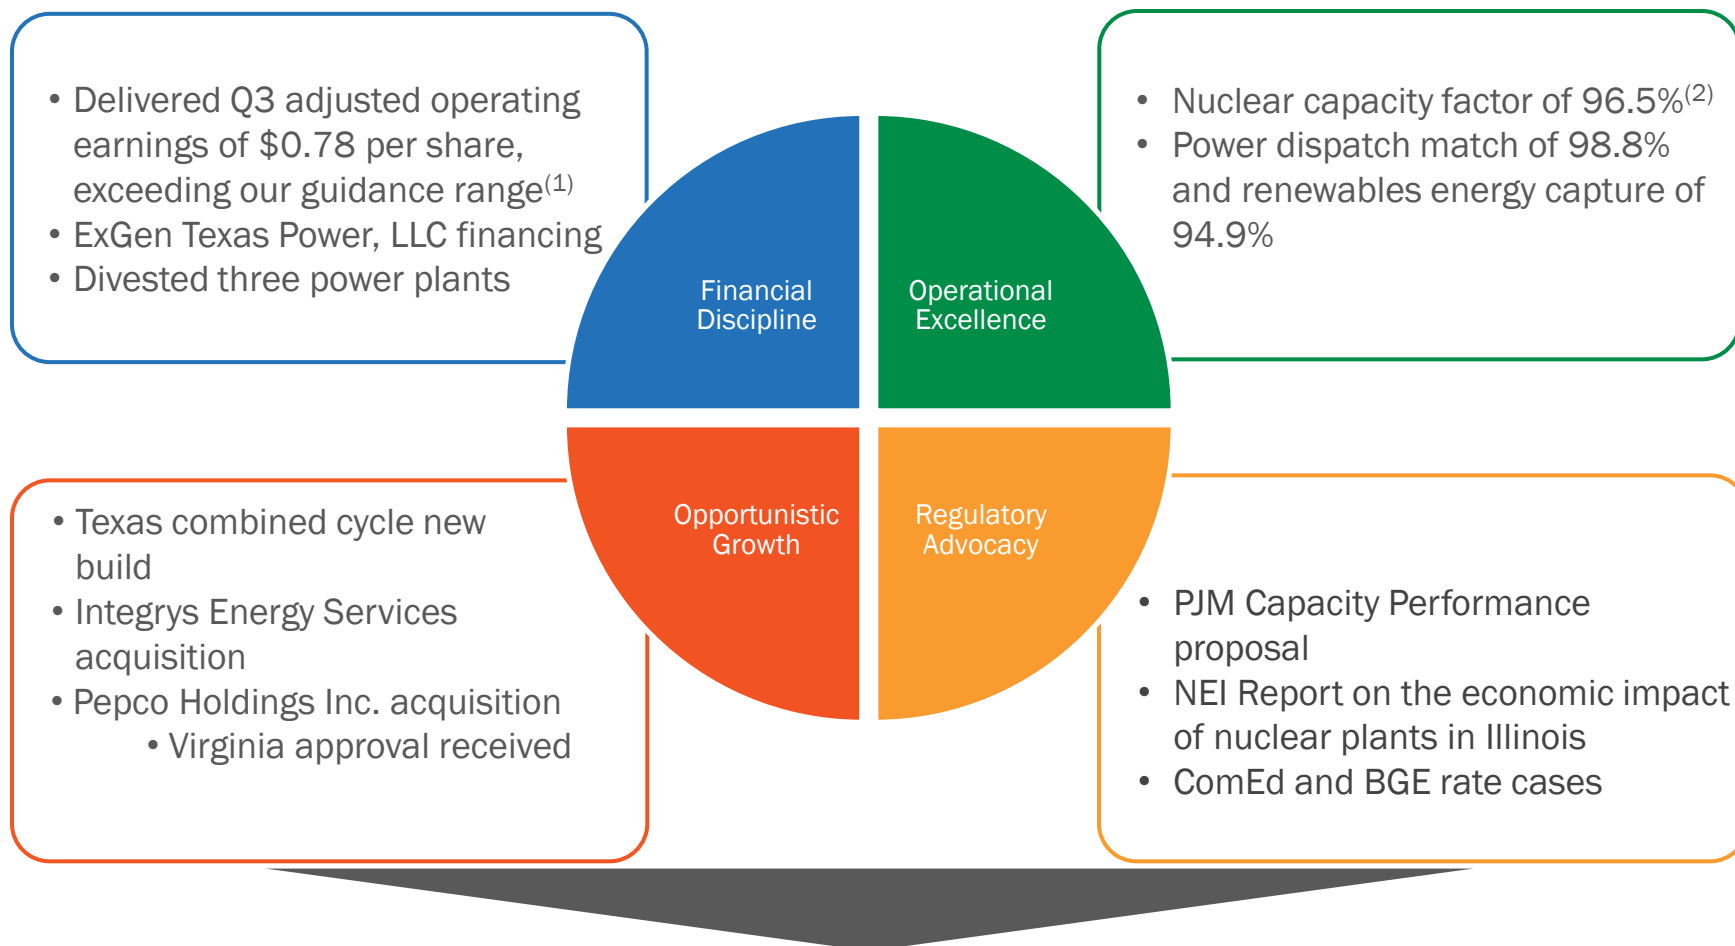 • Delivered Q3 adjusted operating
earnings of $0.78 per share,
exceeding our guidance range(1)
• ExGen Texas Power, LLC financing
• Divested three power plants
• Nuclear capacity factor of 96.5%(2)
• Power dispatch match of 98.8%
and renewables energy capture of
94.9%
Financial
Discipline
Operational
Excellence
Opportunistic
Growth
Regulatory
Advocacy
• Texas combined cycle new
build
• Integrys Energy Services
acquisition
• Pepco Holdings Inc. acquisition
• Virginia approval received
• PJM Capacity Performance
proposal
• NEI Report on the economic impact
of nuclear plants in Illinois
• ComEd and BGE rate cases